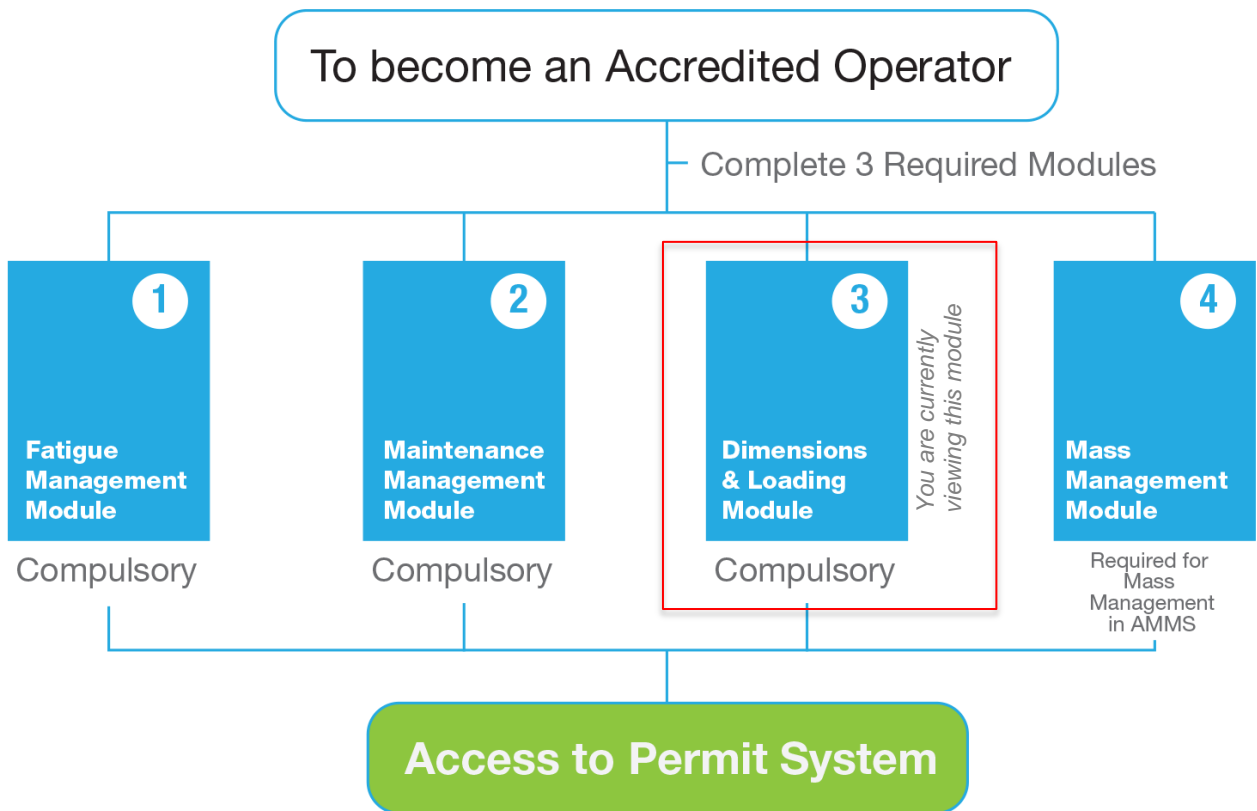 To become an Accredited Operator
Complete 3 Required Modules
1
Fatigue
Management
Module
Compulsory
2
Maintenance
Management
Module
Compulsory
3
Dimensions
& Loading
Module
You are currently
viewing this module
Compulsory
4
Mass
Management
Module
Required for
Mass
Management
in AMMS
Access to Permit System